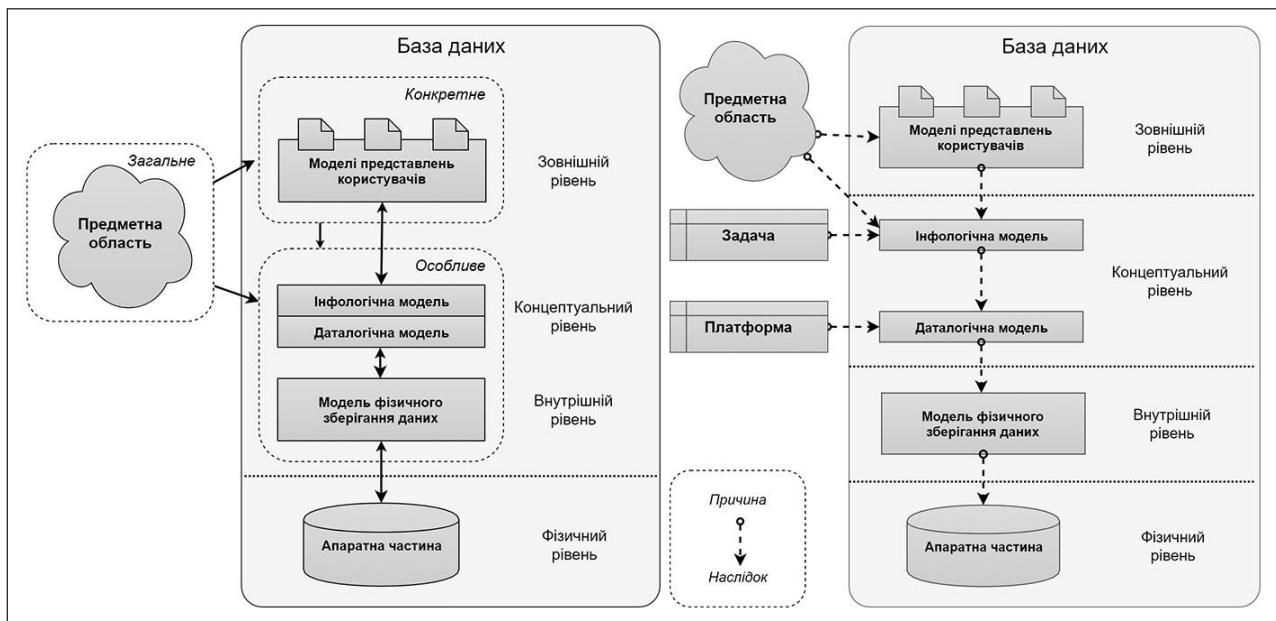 База даних
Конкретне
Моделі представлень
користувачів
Зовнішній
рівень
Загальне
Предметна
область
Особливе
Інфологічна модель
Даталогічна модель
Концептуальний
рівень
Модель фізичного
зберігання даних
Внутрішній
рівень
Апаратна частина
Фізичний
рівень
База даних
Предметна
область
Моделі представлень
користувачів
Зовнішній
рівень
Задача
Інфологічна модель
Концептуальний
рівень
Платформа
Даталогічна модель
Модель фізичного
зберігання даних
Внутрішній
рівень
Причина
Наслідок
Апаратна частина
Фізичний
рівень